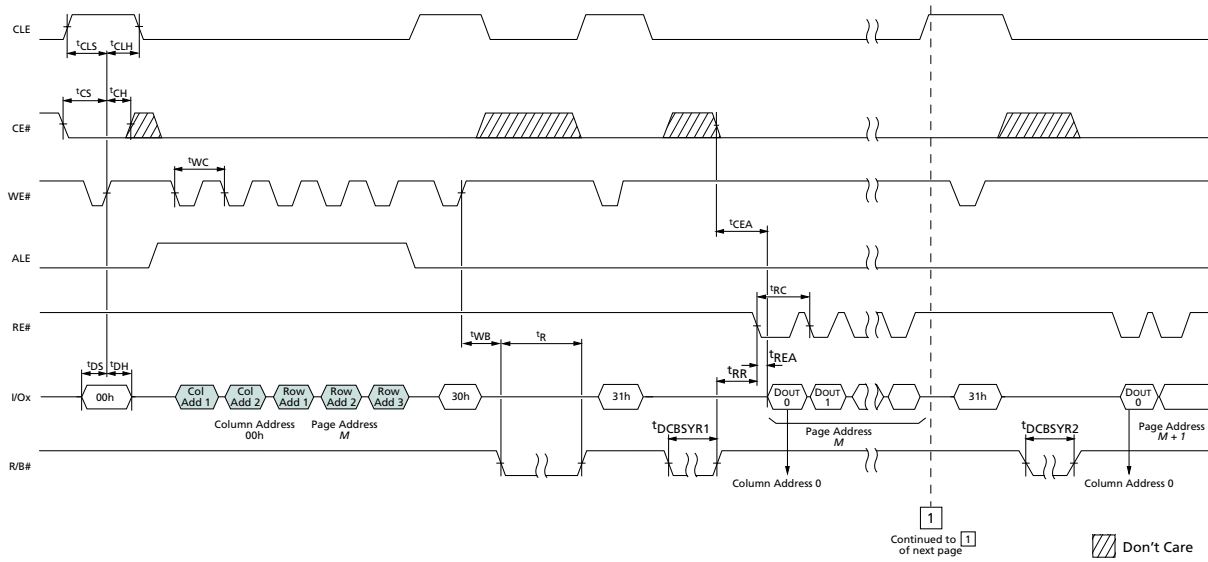 CLE
tCLS tCLH
CE#
tCS tCH
WE#
tWC
tCEA
ALE
RE#
tRC
tWB tR
tREA
tRR
tDS tDH
I/Ox
00h
Col Add 1
Col Add 2
Row Add 1
Row Add 2
Row Add 3
30h
31h
DOUT 0
DOUT 1
31h
DOUT 0
Column Address
00h
Page Address
M
tDCBSYR1
Page Address
M
tDCBSYR2
Page Address
M + 1
R/B#
Column Address 0
Column Address 0
1
Continued to 1
of next page
Don't Care